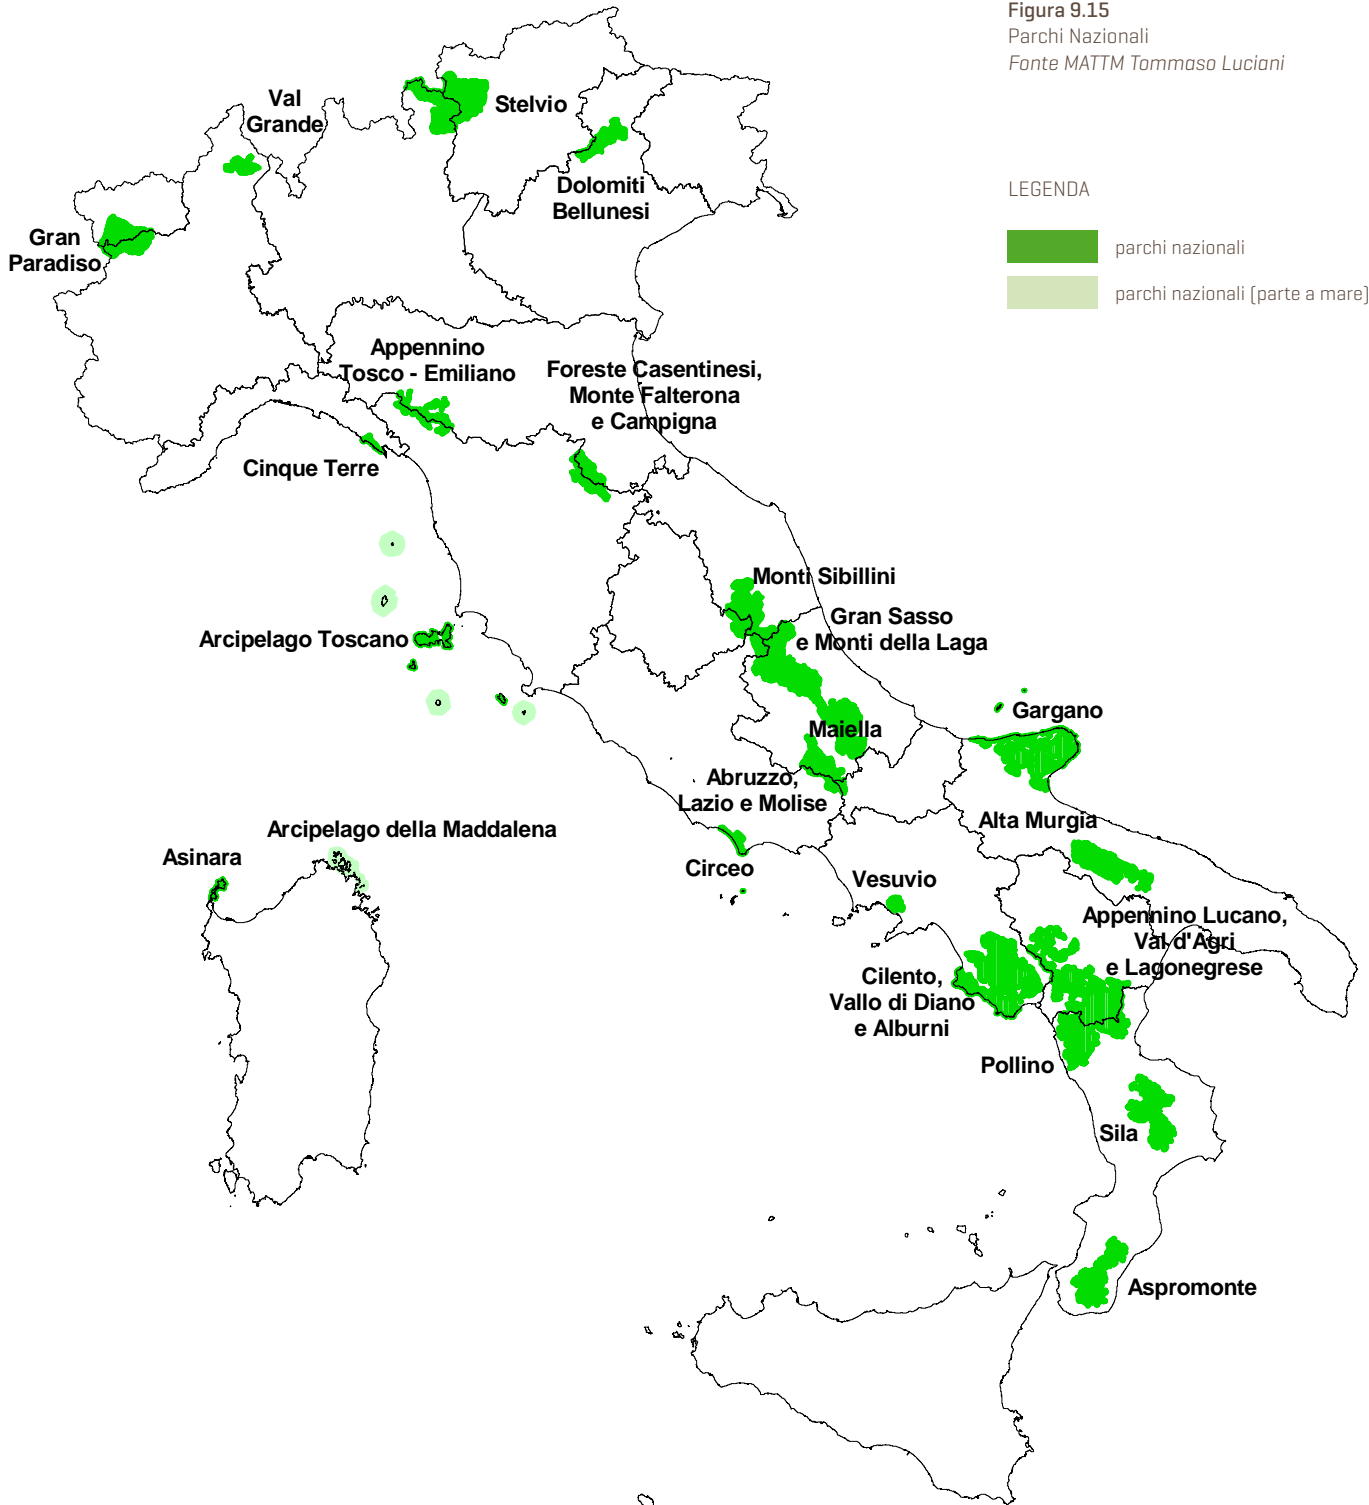 Figura 9.15
Parchi Nazionali
Fonte MATTM Tommaso Luciani
LEGENDA
parchi nazionali
parchi nazionali (parte a mare)
Val
Grande
Stelvio
Dolomiti
Bellunesi
Gran
Paradiso
Appennino
Tosco - Emiliano
Foreste Casentinesi,
Monte Falterona
e Campigna
Cinque Terre
Monti Sibillini
Gran Sasso
e Monti della Laga
Arcipelago Toscano
Gargano
Maiella
Abruzzo,
Lazio e Molise
Alta Murgia
Arcipelago della Maddalena
Asinara
Circeo
Vesuvio
Appennino Lucano,
Val d'Agri
e Lagonegrese
Cilento,
Vallo di Diano
e Alburni
Pollino
Sila
Aspromonte